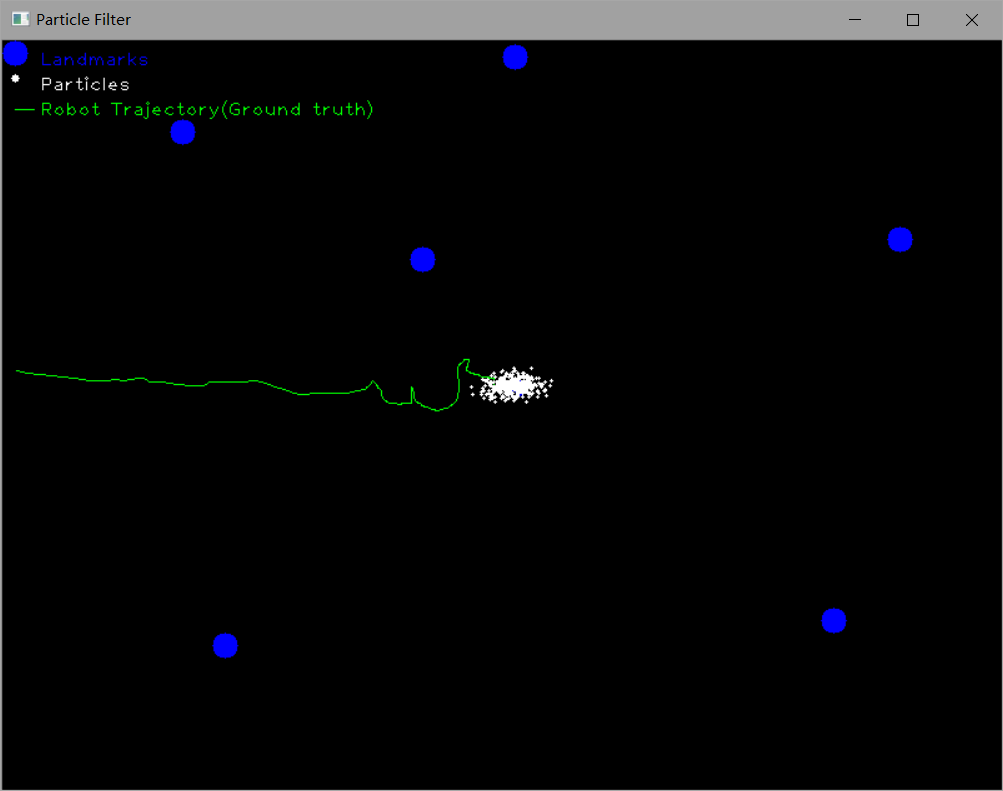 Particle Filter
Landmarks
Particles
Robot Trajectory(Ground truth)